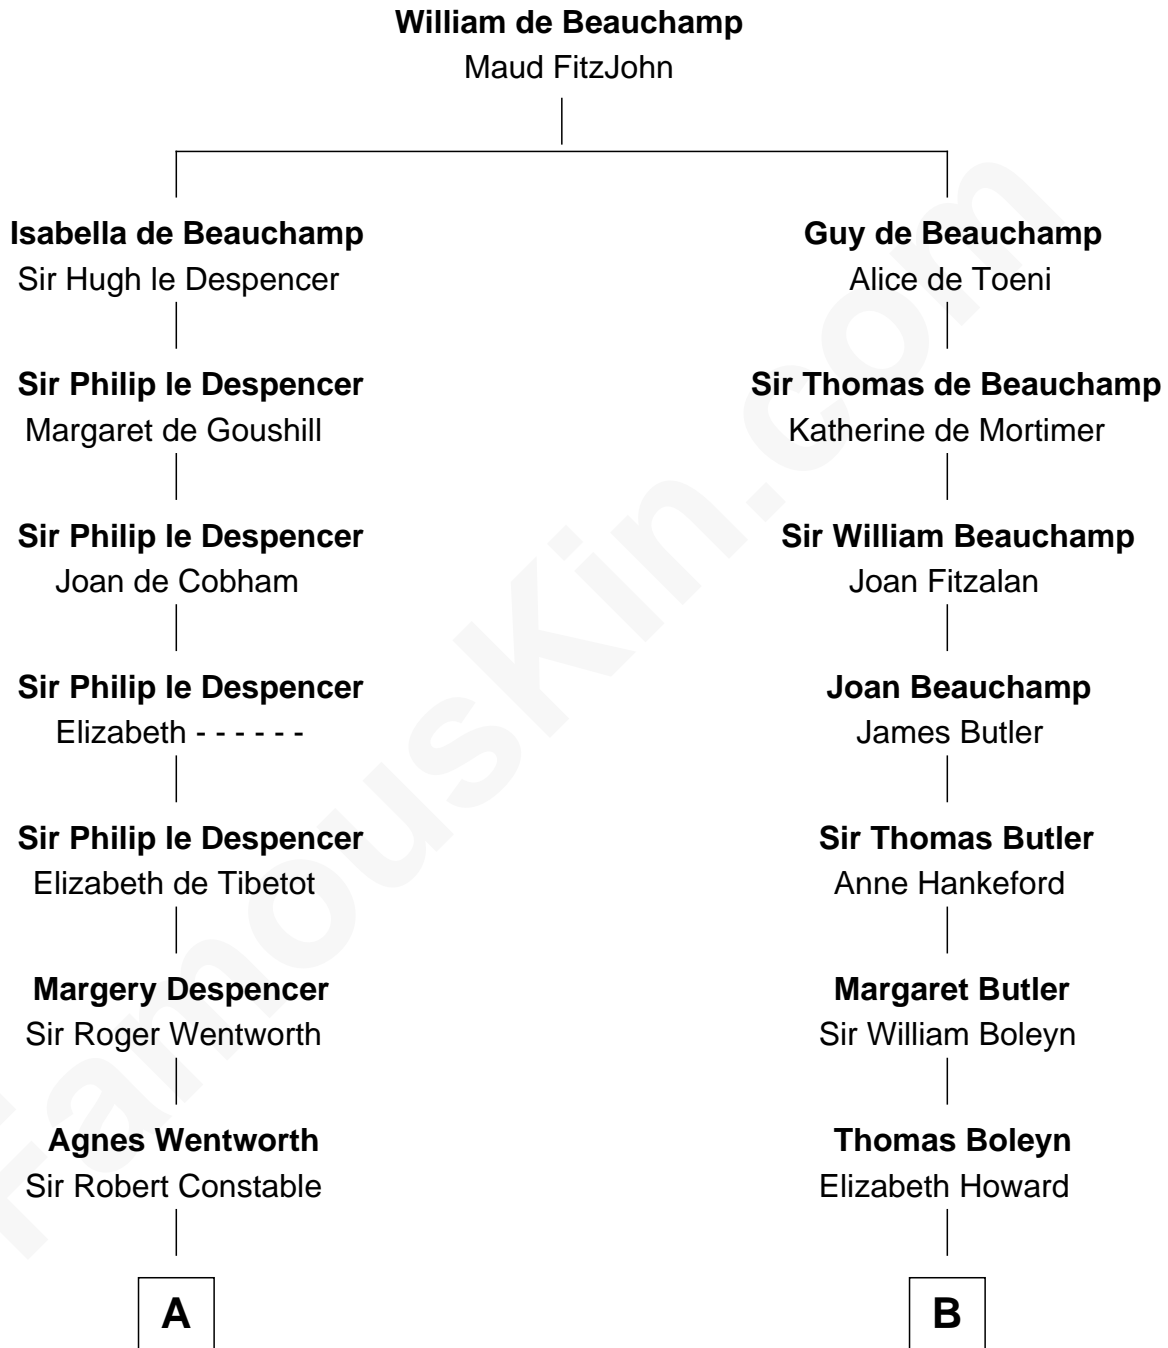 William de Beauchamp
Maud FitzJohn
Isabella de Beauchamp
Sir Hugh le Despencer
Guy de Beauchamp
Alice de Toeni
Sir Philip le Despencer
Margaret de Goushill
Sir Thomas de Beauchamp
Katherine de Mortimer
Sir Philip le Despencer
Joan de Cobham
Sir William Beauchamp
Joan Fitzalan
Sir Philip le Despencer
Elizabeth - - - - - -
Joan Beauchamp
James Butler
Sir Philip le Despencer
Elizabeth de Tibetot
Sir Thomas Butler
Anne Hankeford
Margery Despencer
Sir Roger Wentworth
Margaret Butler
Sir William Boleyn
Agnes Wentworth
Sir Robert Constable
Thomas Boleyn
Elizabeth Howard
A
B
FamousKin.com